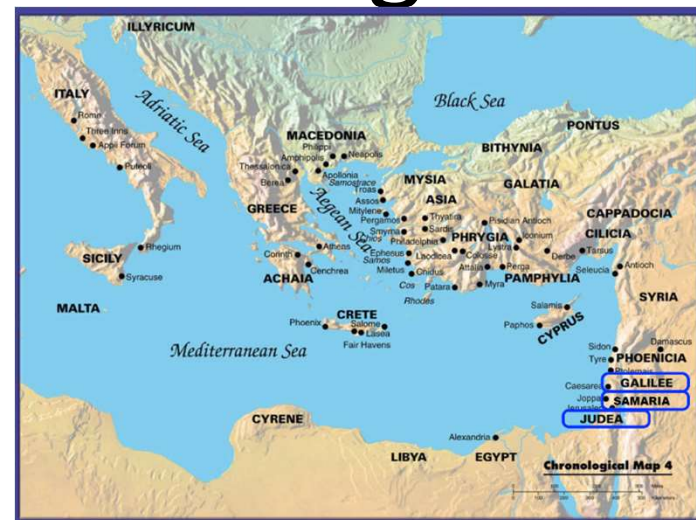 ILLYRICUM
ITALY
Adriatic Sea
Black Sea
Rome
Three Inns
Appii Forum
Puteoli
MACEDONIA
Philippi
Amphipolis
Neapolis
Thessalonica
Apollonia
Berea
Samostrace
PONTUS
BITHYNIA
MYSIA
GALATIA
Troas
Assos
ASIA
Mitylene
GREECE
Aegean Sea
Pergamos
Thyatira
CAPPADOCIA
Pisidian Antioch
Smyrna
Sardis
CILICIA
Chios
Philadelphia
PHRYGIA
Iconium
Lystra
Rhegium
Athens
Corinth
Ephesus
Laodicea
Colosse
Derbe
Tarsus
Samos
SICILY
Cenchrea
Miletus
Cnidus
Attalia
Perga
Antioch
Seleucia
Syracuse
ACHAIA
Cos
Patara
Myra
PAMPHYLIA
Rhodes
SYRIA
MALTA
CRETE
Salamis
Phoenix
Salome
Lasea
Paphos
CYPRUS
Fair Havens
Mediterranean Sea
Sidon
Damascus
Tyre
PHOENICIA
Ptolemais
Caesarea
GALILEE
Joppa
SAMARIA
Jerusalem
CYRENE
JUDEA
Alexandria
LIBYA
EGYPT
Chronological Map 4